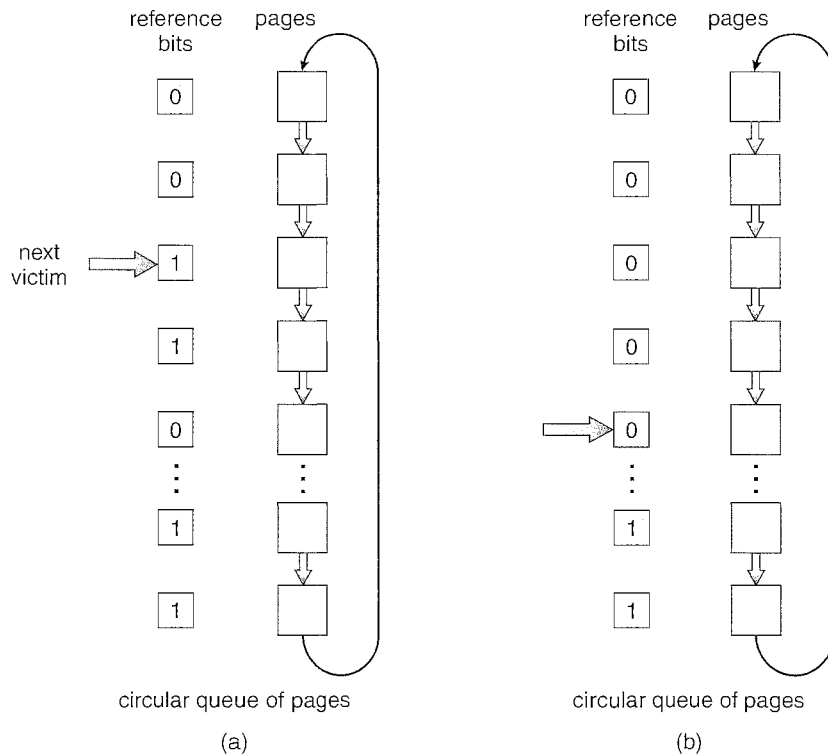 reference bits
pages
0
0
next victim
1
1
0
1
1
circular queue of pages
(a)
reference bits
pages
0
0
0
0
0
1
1
circular queue of pages
(b)